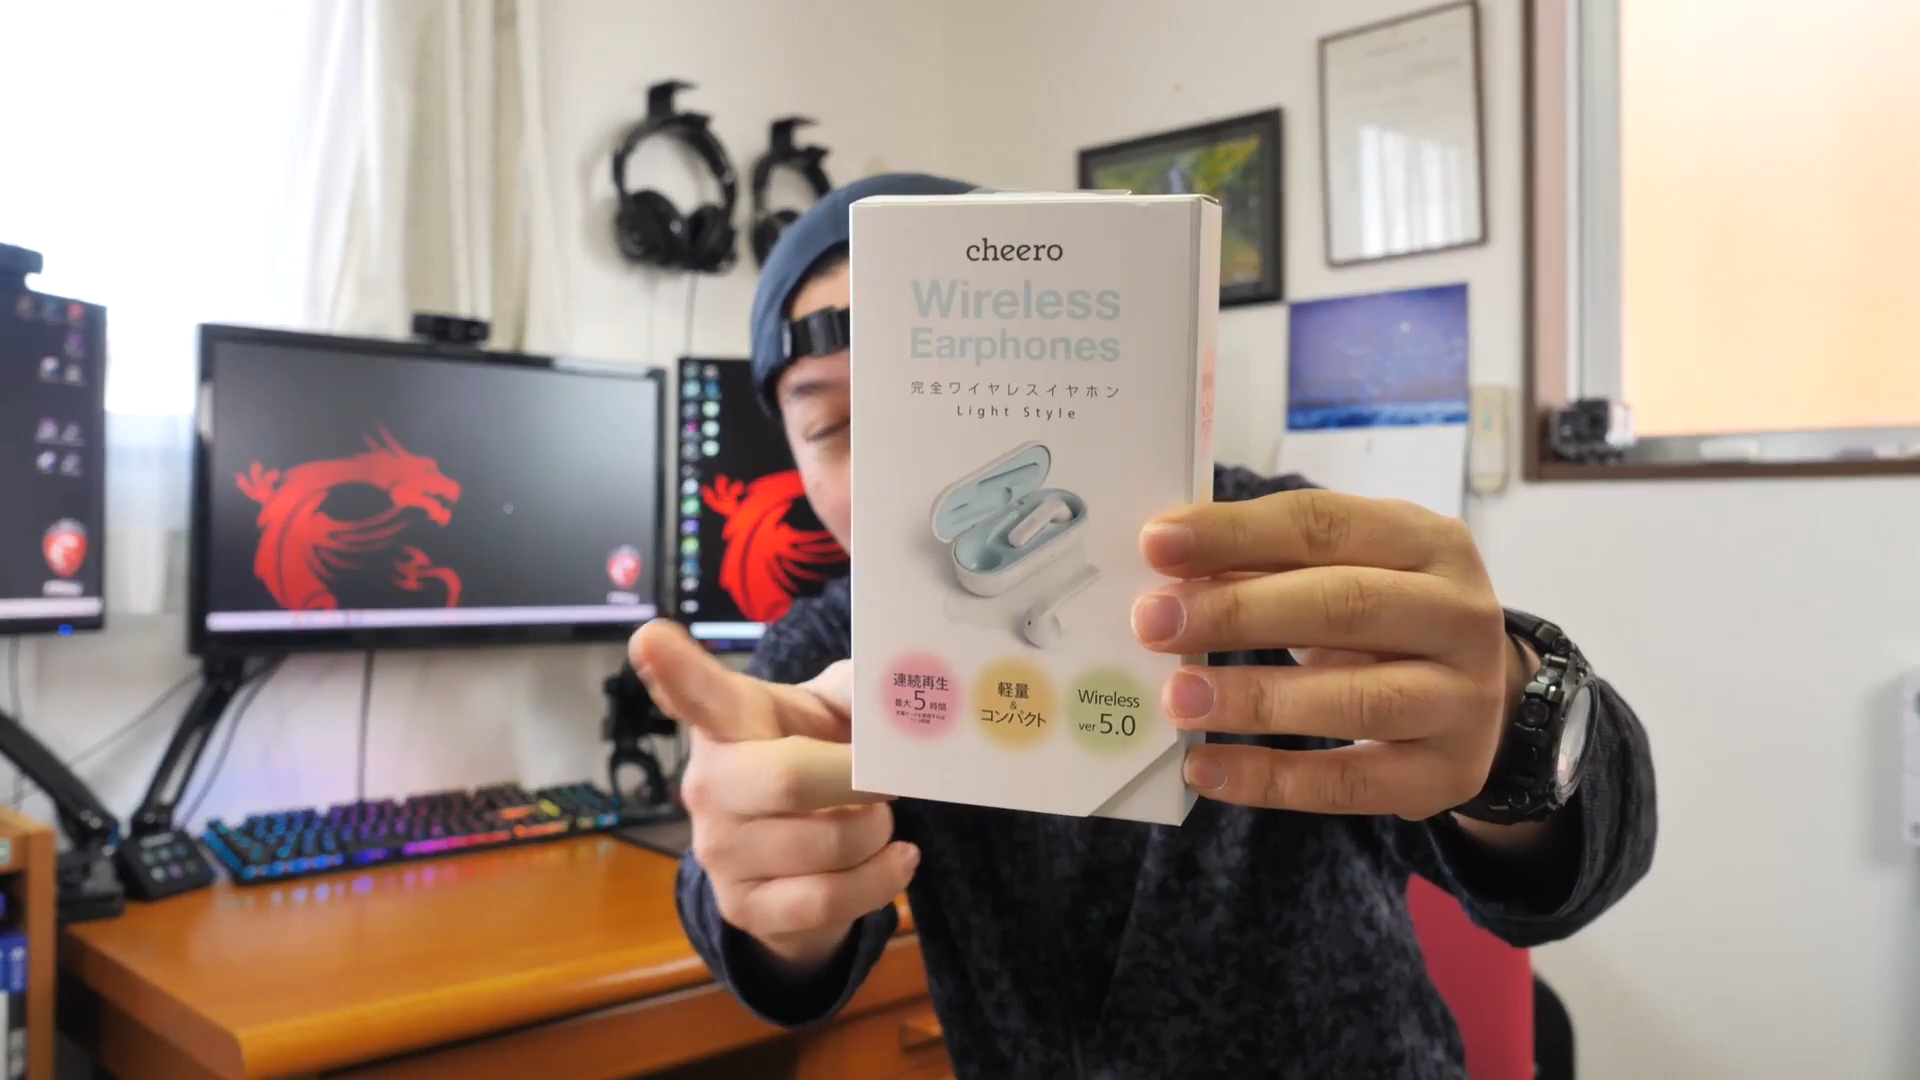 cheero
Wireless
Earphones
完全ワイヤレスイヤホン
Light Style
連続再生
最大5時間
軽量
&
コンパクト
Wireless
ver 5.0